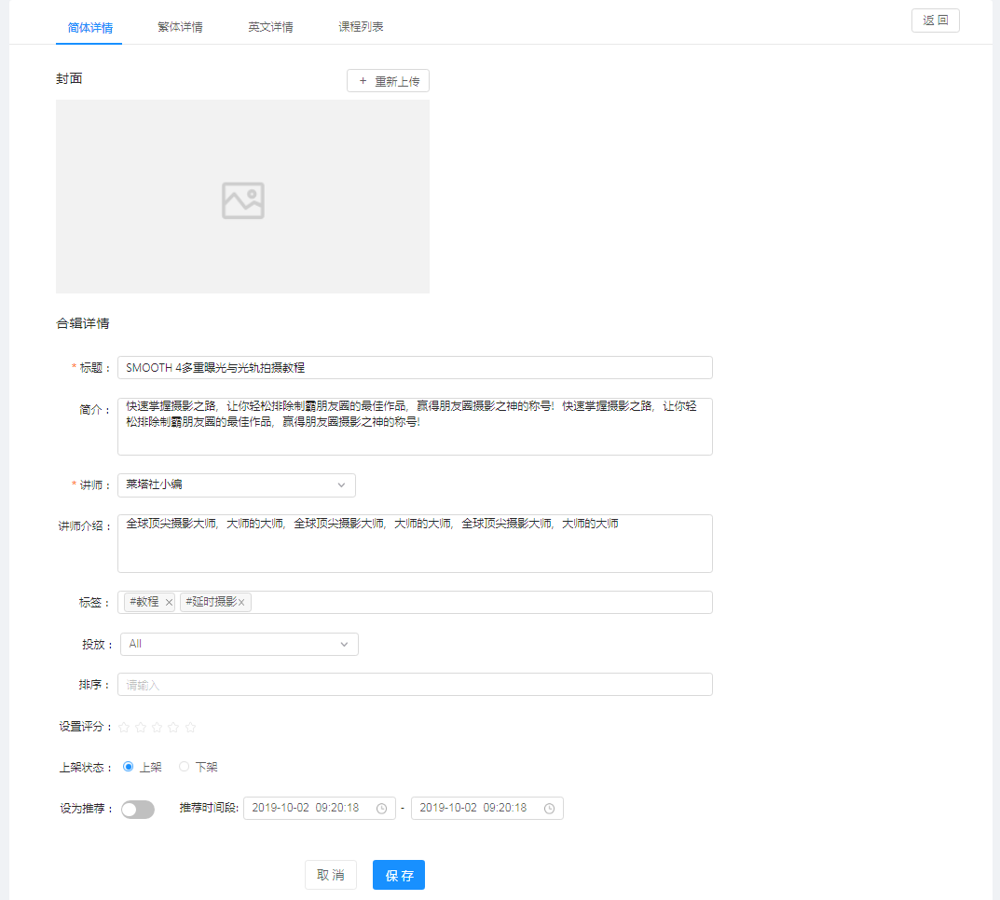 简体详情 繁体详情 英文详情 课程列表 返 回
封面 + 重新上传
合辑详情
* 标题: SMOOTH 4多重曝光与光轨拍摄教程
简介: 快速掌握摄影之路, 让你轻松排除制霸朋友圈的最佳作品, 赢得朋友圈摄影之神的称号! 快速掌握摄影之路, 让你轻
松排除制霸朋友圈的最佳作品, 赢得朋友圈摄影之神的称号!
* 讲师: 莱塔社小编
讲师介绍: 全球顶尖摄影大师, 大师的大师, 全球顶尖摄影大师, 大师的大师, 全球顶尖摄影大师, 大师的大师
标签: #教程 × #延时摄影×
投放: All
排序: 请输入
设置评分:
上架状态: 上架 下架
设为推荐: 推荐时间段: 2019-10-02 09:20:18 - 2019-10-02 09:20:18
取 消 保 存